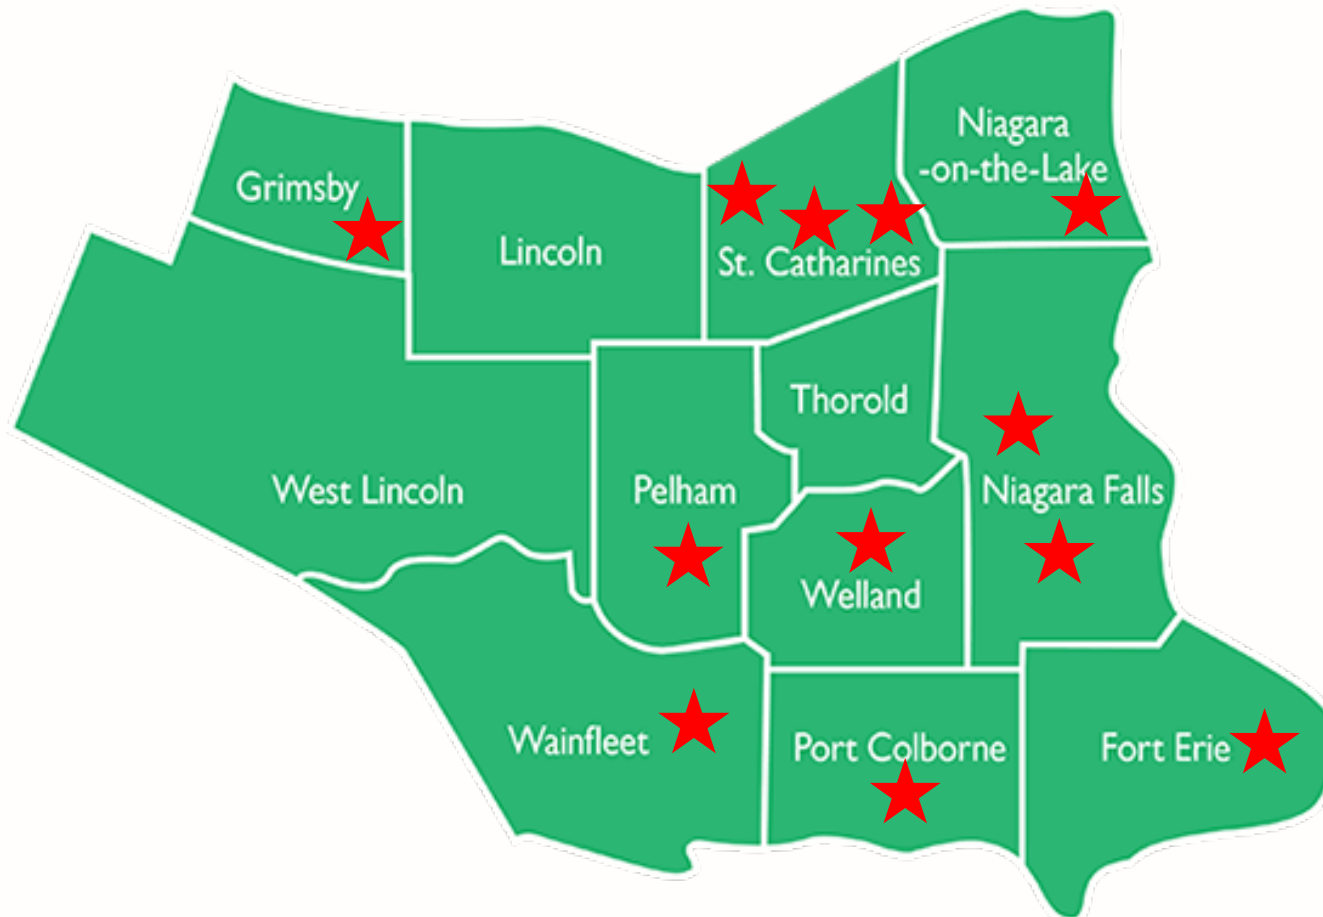 Niagara
-on-the-Lake
Grimsby
Lincoln
St. Catharines
Thorold
West Lincoln
Pelham
Niagara Falls
Welland
Wainfleet
Port Colborne
Fort Erie